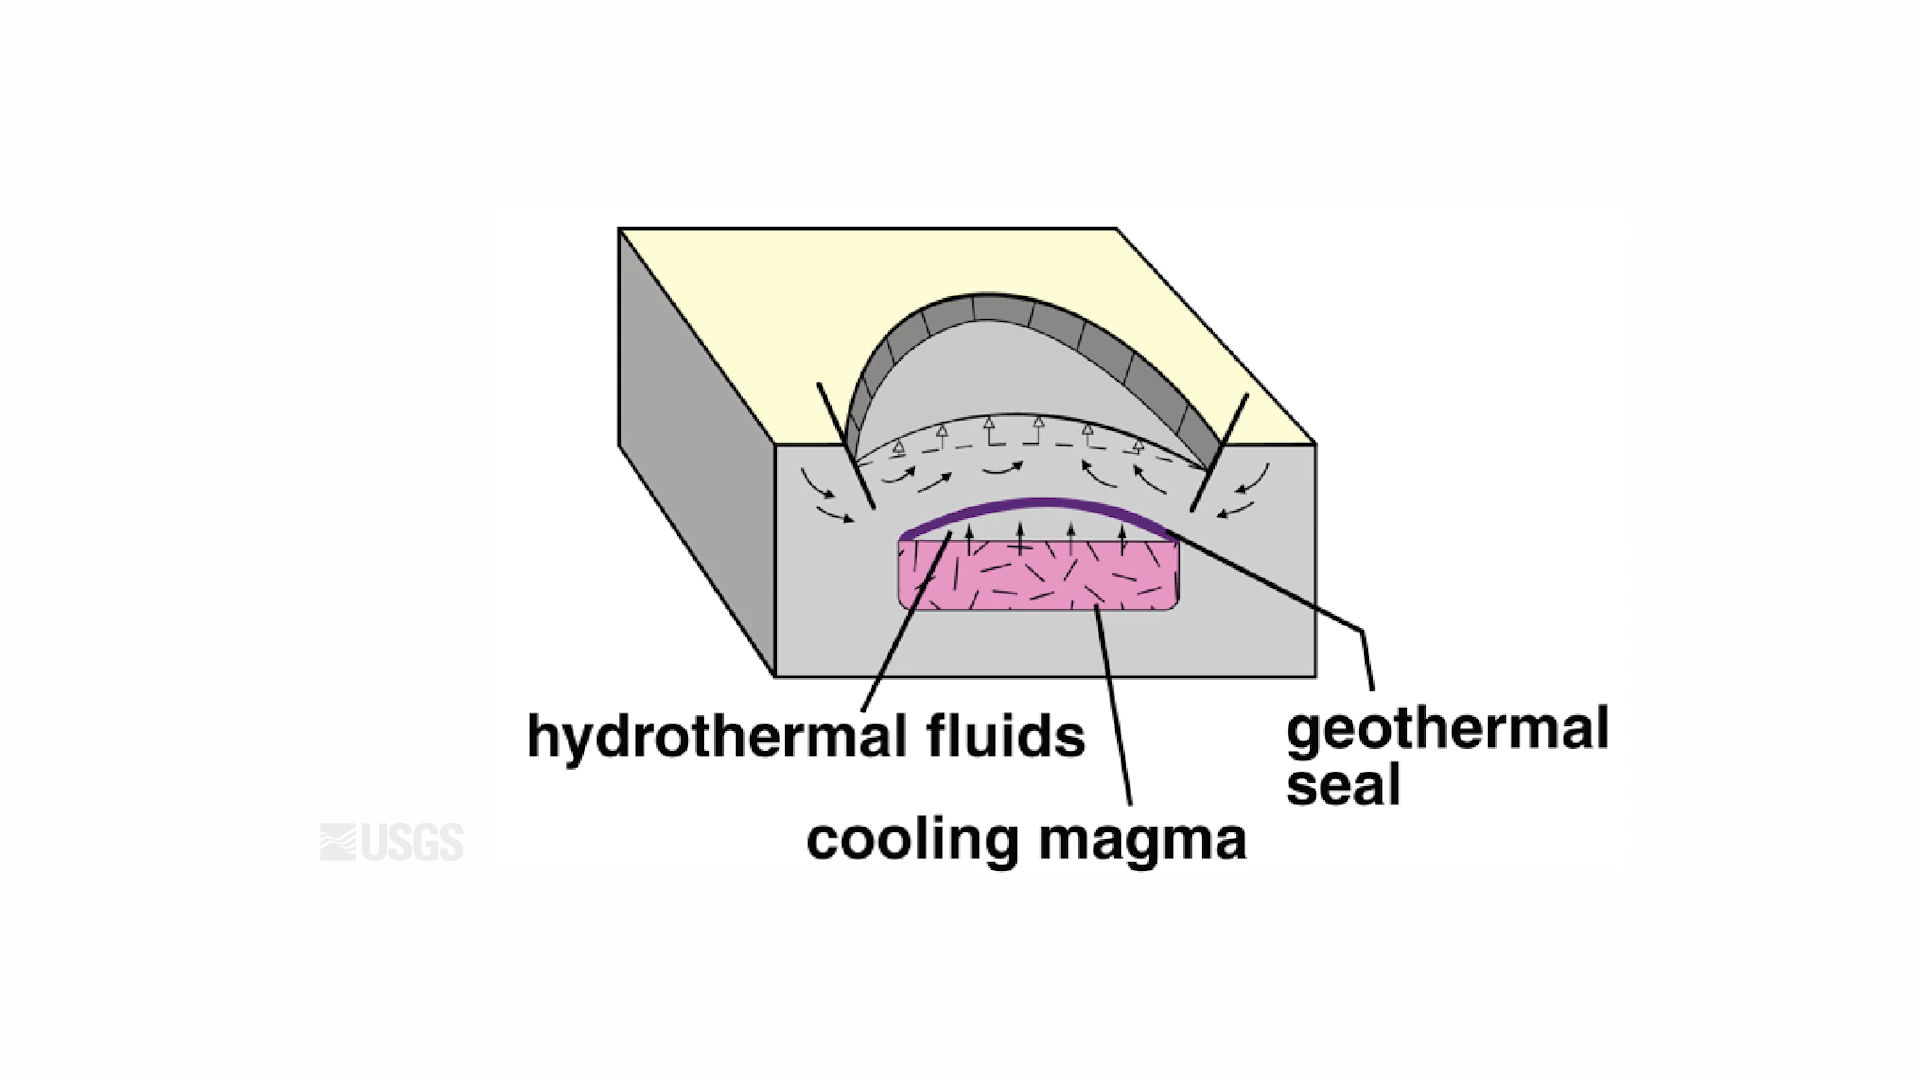 hydrothermal fluids
geothermal
seal
cooling magma
USGS